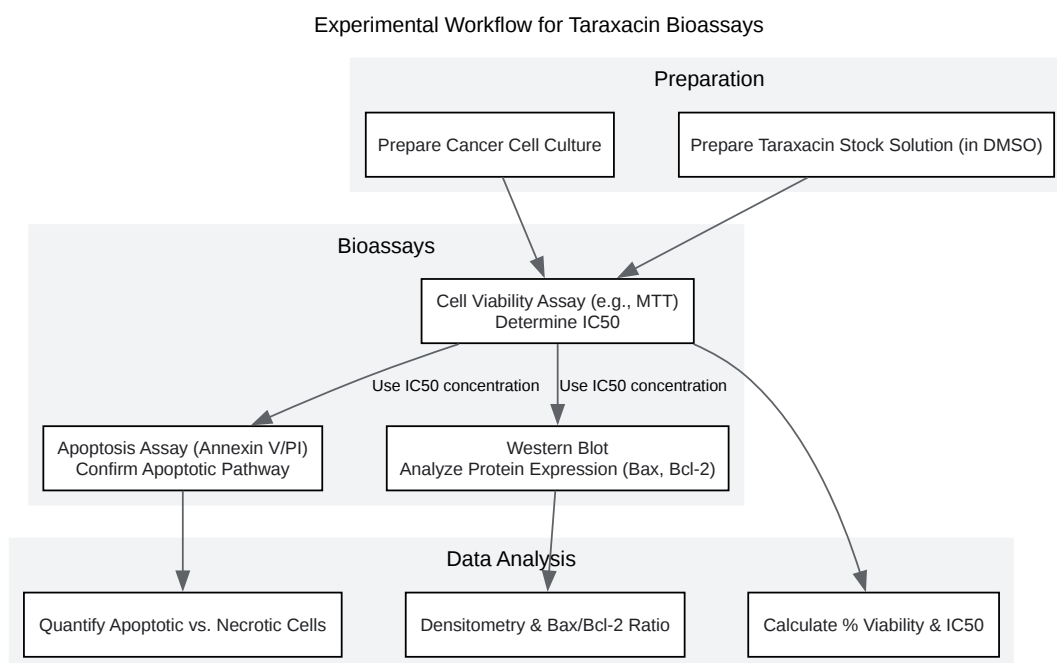 Experimental Workflow for Taraxacin Bioassays
Preparation
Prepare Cancer Cell Culture
Prepare Taraxacin Stock Solution (in DMSO)
Bioassays
Cell Viability Assay (e.g., MTT)
Determine IC50
Use IC50 concentration
Use IC50 concentration
Apoptosis Assay (Annexin V/PI)
Confirm Apoptotic Pathway
Western Blot
Analyze Protein Expression (Bax, Bcl-2)
Data Analysis
Quantify Apoptotic vs. Necrotic Cells
Densitometry & Bax/Bcl-2 Ratio
Calculate % Viability & IC50